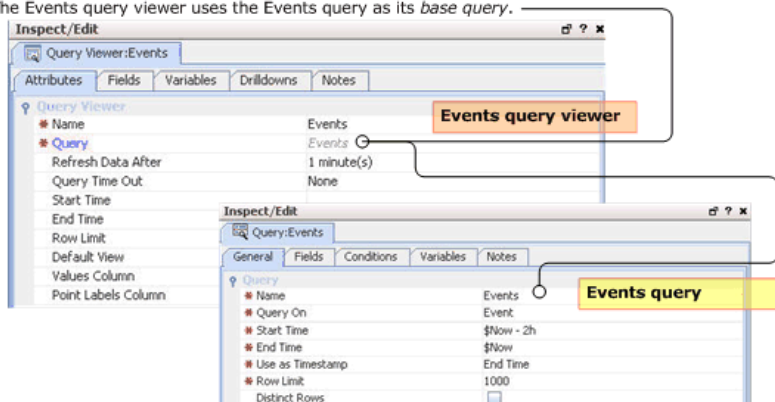 he Events query viewer uses the Events query as its base query.
Inspect/Edit
Query Viewer:Events
Attributes Fields Variables Drilldowns Notes
Query Viewer
Name Events
Query Events
Refresh Data After 1 minute(s)
Query Time Out None
Start Time
End Time
Row Limit
Default View
Values Column
Point Labels Column
Events query viewer
Inspect/Edit
Query:Events
General Fields Conditions Variables Notes
Query
Name Events
Query On Event
Start Time $Now - 2h
End Time $Now
Use as Timestamp End Time
Row Limit 1000
Distinct Rows
Events query